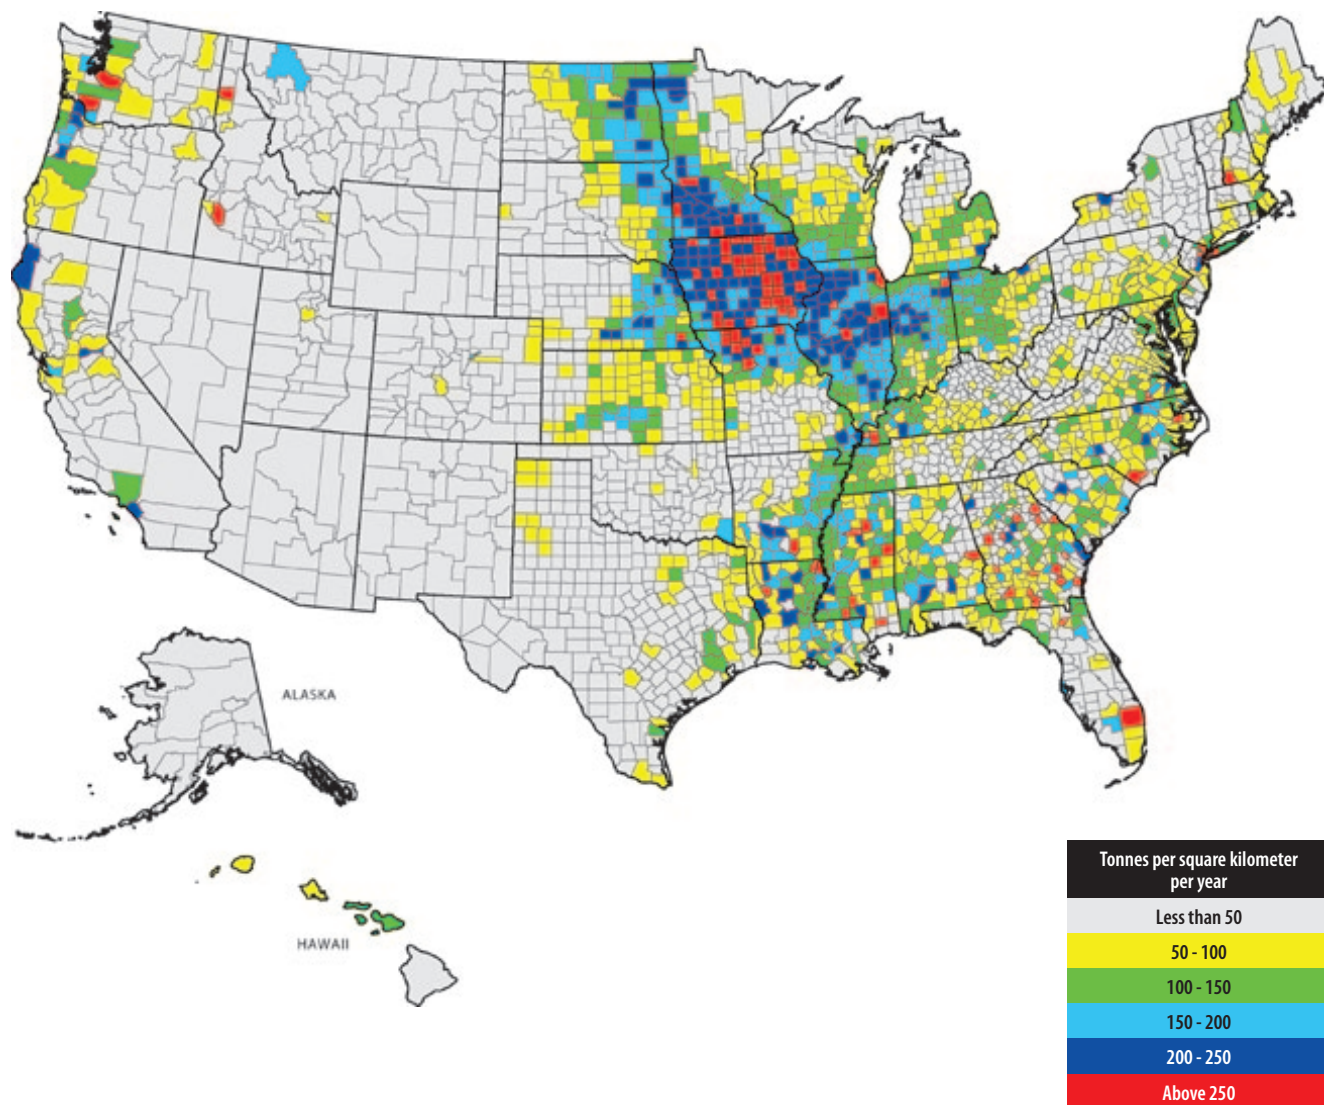 ALASKA
HAWAII
Tonnes per square kilometer
per year
Less than 50
50 - 100
100 - 150
150 - 200
200 - 250
Above 250